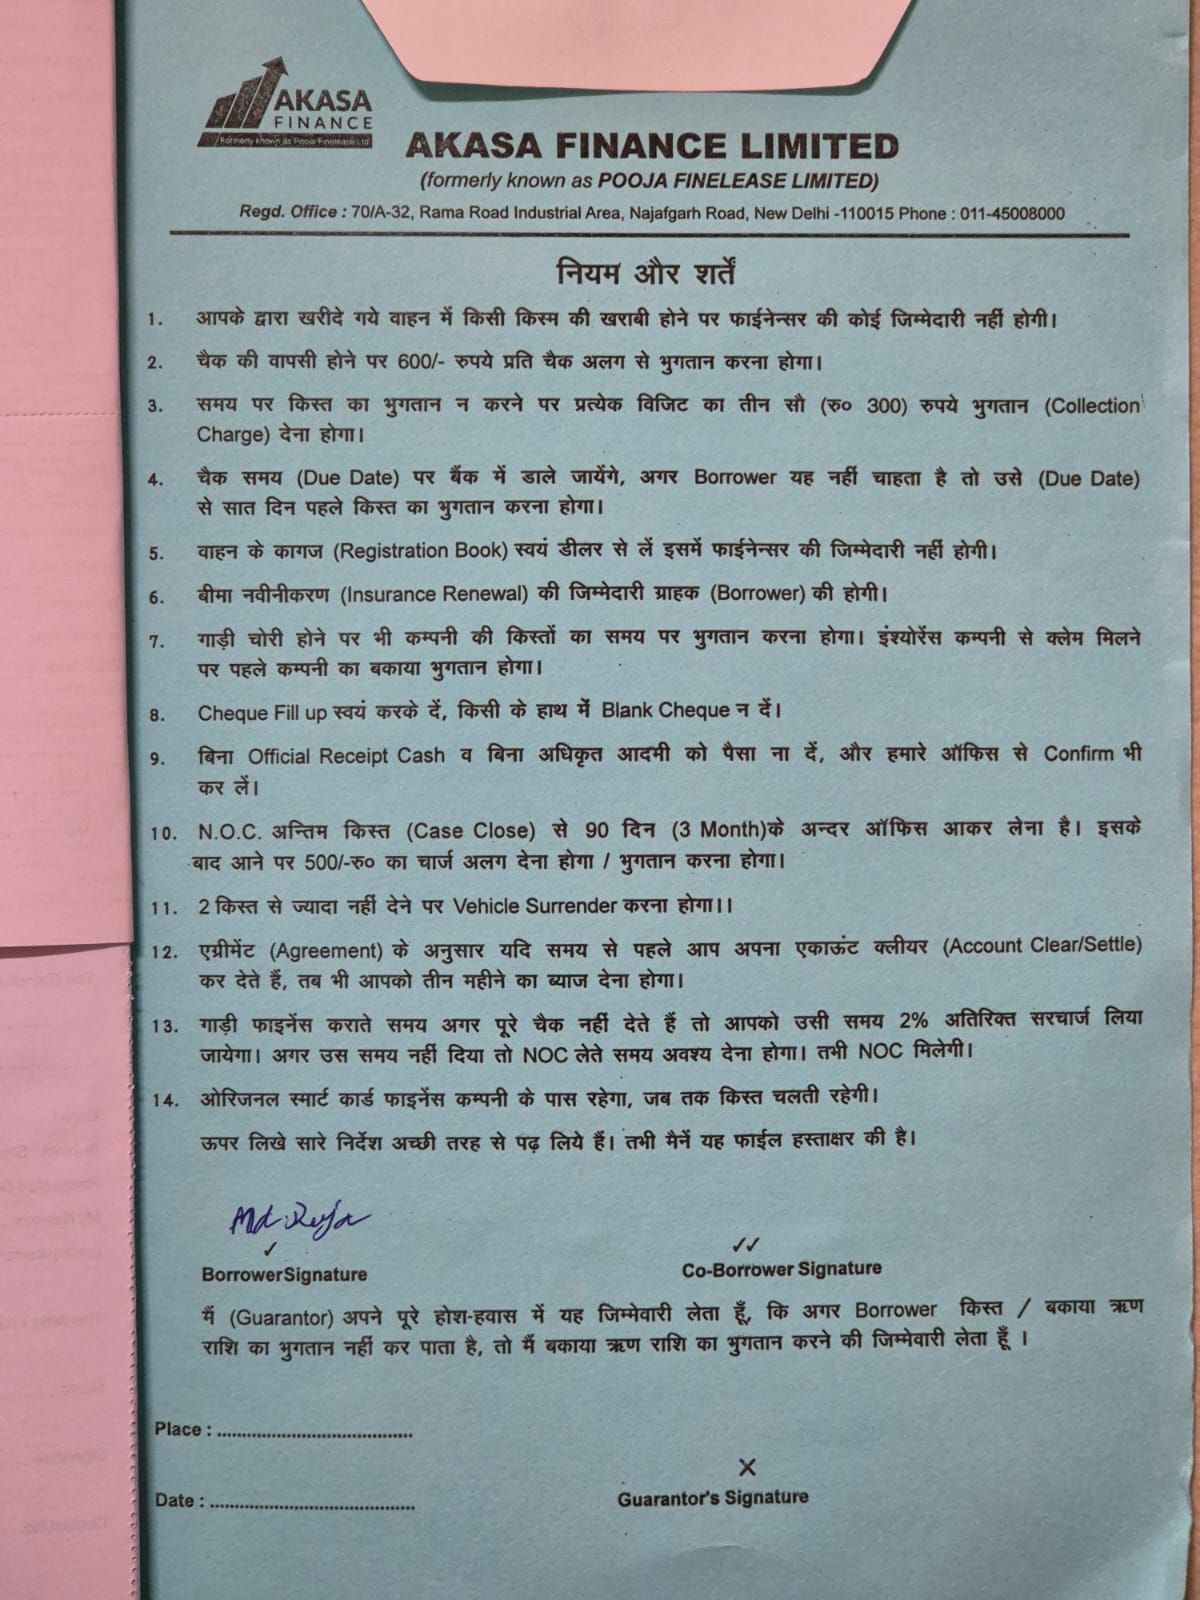 AKASA
FINANCE
Formerly known as Pooja Finelease Ltd.
AKASA FINANCE LIMITED
(formerly known as POOJA FINELEASE LIMITED)
Regd. Office : 70/A-32, Rama Road Industrial Area, Najafgarh Road, New Delhi -110015 Phone : 011-45008000
नियम और शर्तें
1. आपके द्वारा खरीदे गये वाहन में किसी किस्म की खराबी होने पर फाईनेन्सर की कोई जिम्मेदारी नहीं होगी।
2. चैक की वापसी होने पर 600/- रुपये प्रति चैक अलग से भुगतान करना होगा।
3. समय पर किस्त का भुगतान न करने पर प्रत्येक विजिट का तीन सौ (रु० 300) रुपये भुगतान (Collection
Charge) देना होगा।
4. चैक समय (Due Date) पर बैंक में डाले जायेंगे, अगर Borrower यह नहीं चाहता है तो उसे (Due Date)
से सात दिन पहले किस्त का भुगतान करना होगा।
5. वाहन के कागज (Registration Book) स्वयं डीलर से लें इसमें फाईनेन्सर की जिम्मेदारी नहीं होगी।
6. बीमा नवीनीकरण (Insurance Renewal) की जिम्मेदारी ग्राहक (Borrower) की होगी।
7. गाड़ी चोरी होने पर भी कम्पनी की किस्तों का समय पर भुगतान करना होगा। इंश्योरेंस कम्पनी से क्लेम मिलने
पर पहले कम्पनी का बकाया भुगतान होगा।
8. Cheque Fill up स्वयं करके दें, किसी के हाथ में Blank Cheque न दें।
9. बिना Official Receipt Cash व बिना अधिकृत आदमी को पैसा ना दें, और हमारे ऑफिस से Confirm भी
कर लें।
10. N.O.C. अन्तिम किस्त (Case Close) से 90 दिन (3 Month)के अन्दर ऑफिस आकर लेना है। इसके
बाद आने पर 500/-रु० का चार्ज अलग देना होगा / भुगतान करना होगा।
11. 2 किस्त से ज्यादा नहीं देने पर Vehicle Surrender करना होगा।।
12. एग्रीमेंट (Agreement) के अनुसार यदि समय से पहले आप अपना एकाऊंट क्लीयर (Account Clear/Settle)
कर देते हैं, तब भी आपको तीन महीने का ब्याज देना होगा।
13. गाड़ी फाइनेंस कराते समय अगर पूरे चैक नहीं देते हैं तो आपको उसी समय 2% अतिरिक्त सरचार्ज लिया
जायेगा। अगर उस समय नहीं दिया तो NOC लेते समय अवश्य देना होगा। तभी NOC मिलेगी।
14. ओरिजनल स्मार्ट कार्ड फाइनेंस कम्पनी के पास रहेगा, जब तक किस्त चलती रहेगी।
ऊपर लिखे सारे निर्देश अच्छी तरह से पढ़ लिये हैं। तभी मैनें यह फाईल हस्ताक्षर की है।
BorrowerSignature
Co-Borrower Signature
मैं (Guarantor) अपने पूरे होश-हवास में यह जिम्मेवारी लेता हूँ, कि अगर Borrower किस्त / बकाया ऋण
राशि का भुगतान नहीं कर पाता है, तो मैं बकाया ऋण राशि का भुगतान करने की जिम्मेवारी लेता हूँ ।
Place : ........................................
Date : ..........................................
Guarantor's Signature